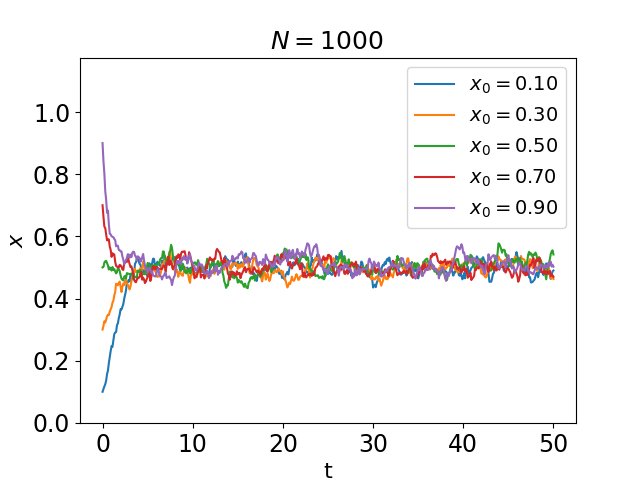 N = 1000
x₀ = 0.10
x₀ = 0.30
x₀ = 0.50
x₀ = 0.70
x₀ = 0.90
1.0
0.8
0.6
0.4
0.2
0.0
x
0 10 20 30 40 50
t